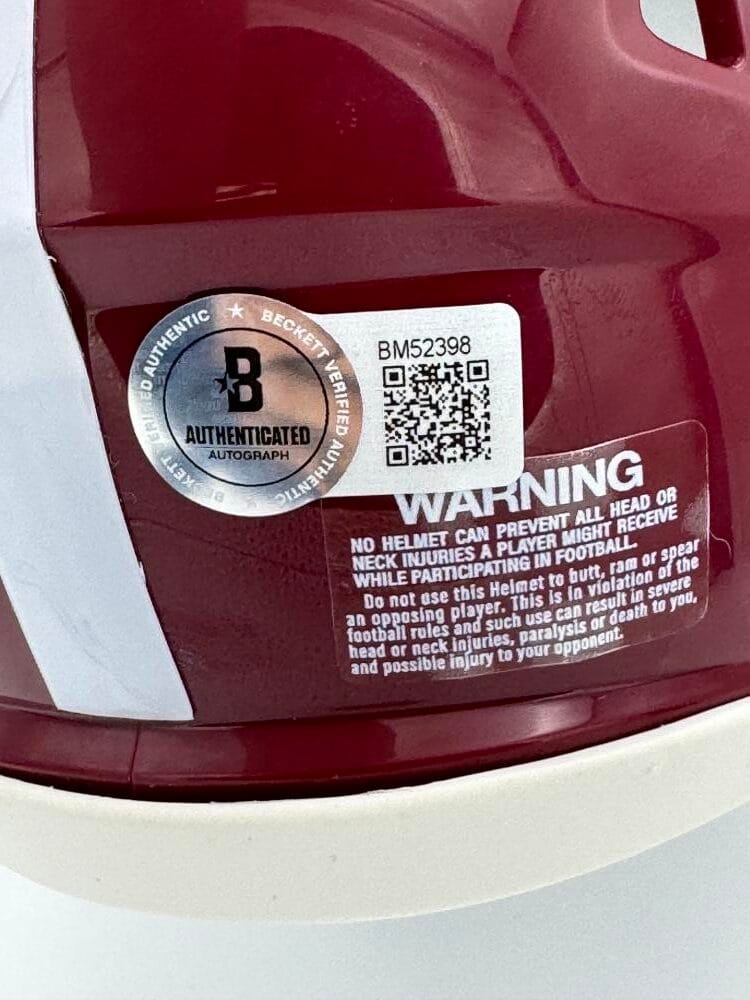 ★ BECKETT VERIFIED AUTHENTIC
BECKETT VERIFIED AUTHENTIC
B
AUTHENTICATED
AUTOGRAPH
BM52398
WARNING
NO HELMET CAN PREVENT ALL HEAD OR
NECK INJURIES A PLAYER MIGHT RECEIVE
WHILE PARTICIPATING IN FOOTBALL.
Do not use this Helmet to butt, ram or spear
an opposing player. This is in violation of the
football rules and such use can result in severe
head or neck injuries, paralysis or death to you,
and possible injury to your opponent.